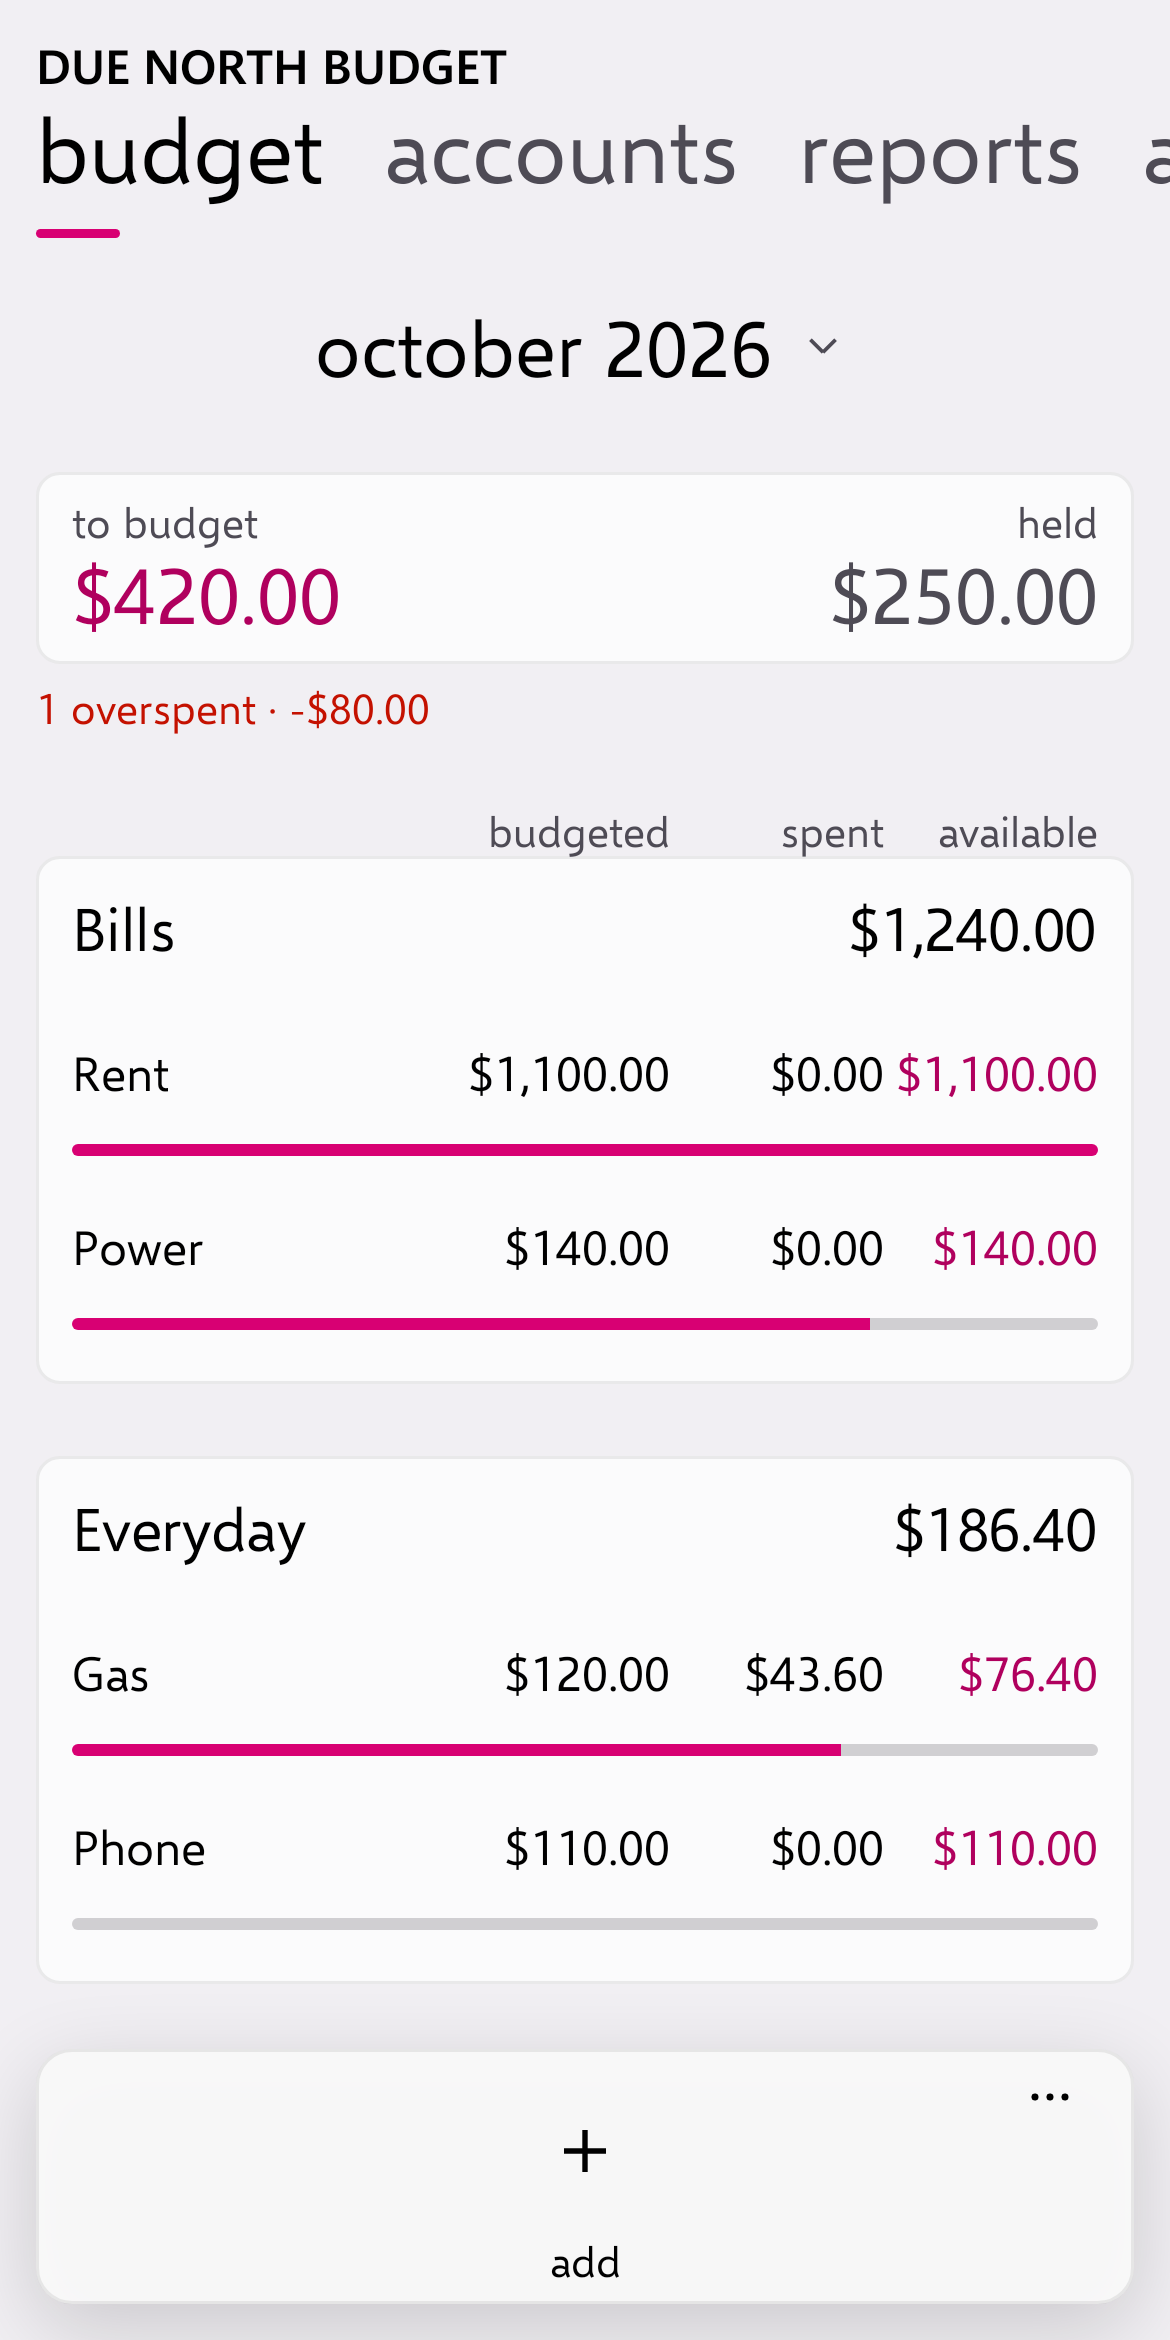 DUE NORTH BUDGET
budget accounts reports a
october 2026
to budget held
$420.00 $250.00
1 overspent · -$80.00
budgeted spent available
Bills $1,240.00
Rent $1,100.00 $0.00 $1,100.00
Power $140.00 $0.00 $140.00
Everyday $186.40
Gas $120.00 $43.60 $76.40
Phone $110.00 $0.00 $110.00
...
+
add